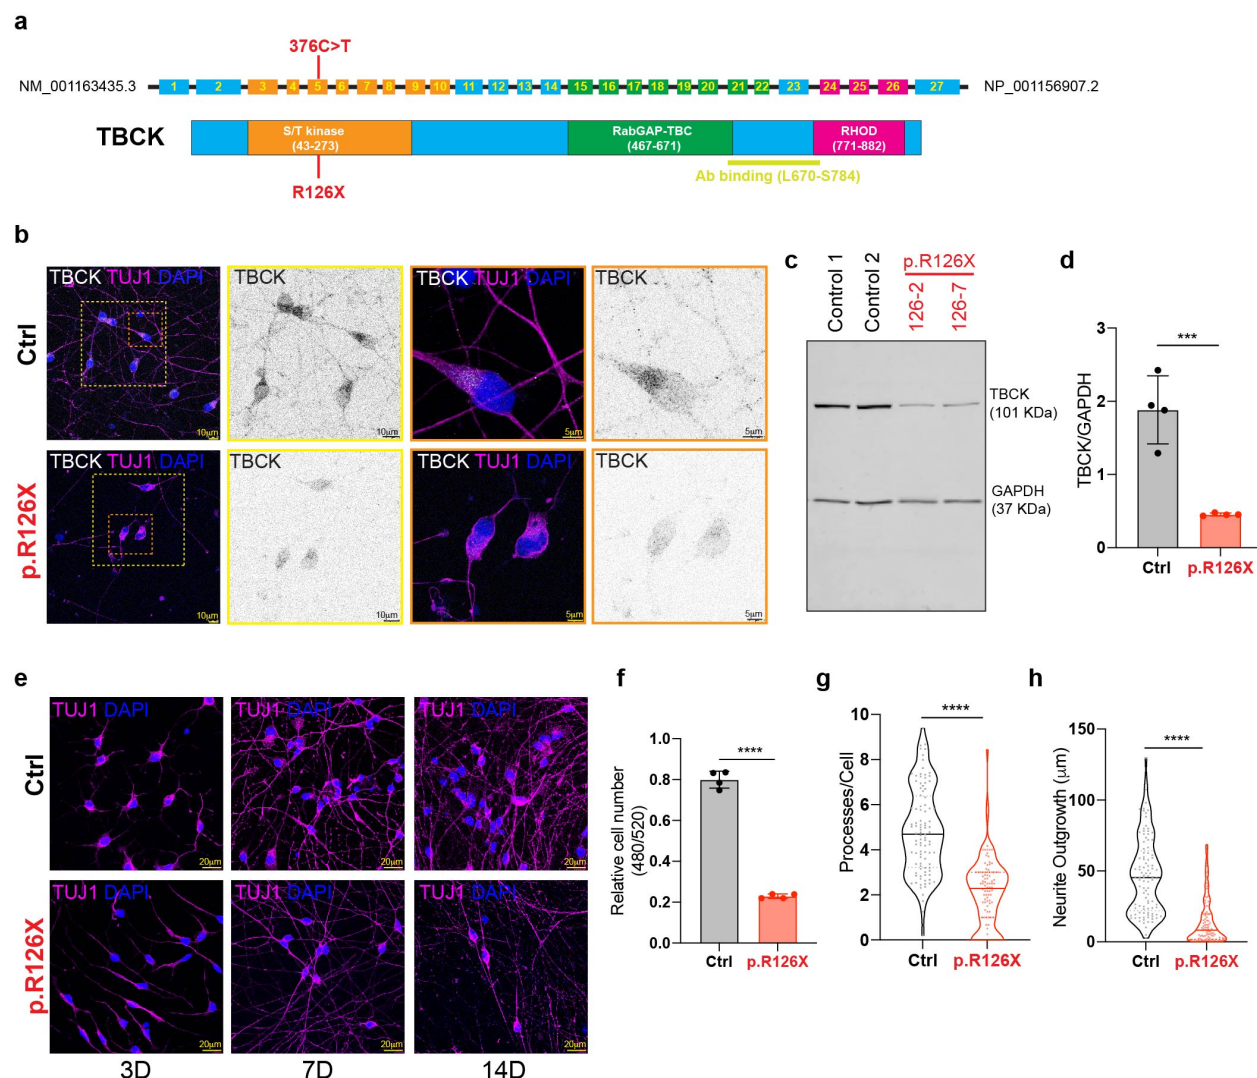 a
376C>T
NM_001163435.3
1 2 3 4 5 6 7 8 9 10 11 12 13 14 15 16 17 18 19 20 21 22 23 24 25 26 27
NP_001156907.2
TBCK
S/T kinase
(43-273)
RabGAP-TBC
(467-671)
RHOD
(771-882)
R126X
Ab binding (L670-S784)
b
Ctrl
TBCK TUJ1 DAPI
10µm
TBCK
10µm
TBCK TUJ1 DAPI
5µm
TBCK
5µm
p.R126X
TBCK TUJ1 DAPI
10µm
TBCK
10µm
TBCK TUJ1 DAPI
5µm
TBCK
5µm
c
Control 1
Control 2
p.R126X
126-2
126-7
TBCK
(101 KDa)
GAPDH
(37 KDa)
d
TBCK/GAPDH
3
2
1
0
***
Ctrl
p.R126X
e
Ctrl
TUJ1 DAPI
20µm
TUJ1 DAPI
20µm
TUJ1 DAPI
20µm
p.R126X
TUJ1 DAPI
20µm
TUJ1 DAPI
20µm
TUJ1 DAPI
20µm
3D
7D
14D
f
Relative cell number
(480/520)
1.0
0.8
0.6
0.4
0.2
0.0
****
Ctrl
p.R126X
g
Processes/Cell
10
8
6
4
2
0
****
Ctrl
p.R126X
h
Neurite Outgrowth (µm)
150
100
50
0
****
Ctrl
p.R126X